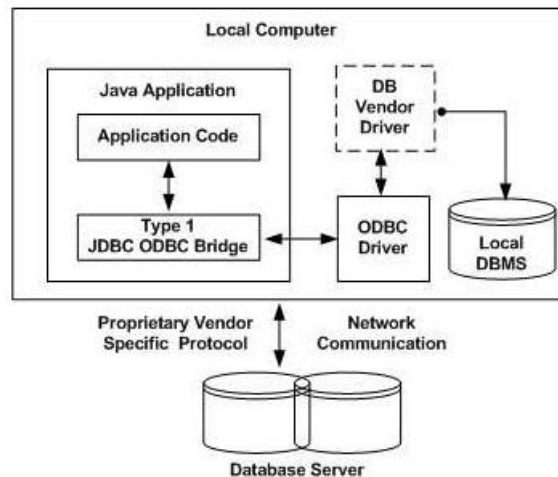 Local Computer
Java Application
Application Code
Type 1
JDBC ODBC Bridge
DB
Vendor
Driver
ODBC
Driver
Local
DBMS
Proprietary Vendor
Specific Protocol
Network
Communication
Database Server